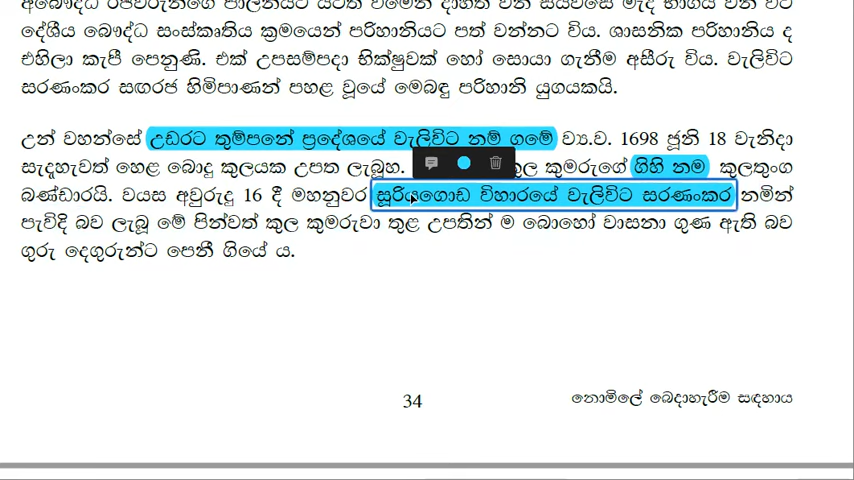 අබෞද්ධ රජවරුන්ගේ පාලනයට යටත් වීමෙන් දාහත් වන සියවසේ මැද භාගය වන විට
දේශීය බෞද්ධ සංස්කෘතිය ක්‍රමයෙන් පරිහානියට පත් වන්නට විය. ශාසනික පරිහානිය ද
එහිලා කැපී පෙනුණි. එක් උපසම්පදා භික්ෂුවක් හෝ සොයා ගැනීම අසීරු විය. වැලිවිට
සරණංකර සඟරජ හිමිපාණන් පහළ වූයේ මෙබඳු පරිහානි යුගයකයි.
උන් වහන්සේ උඩරට තුම්පනේ ප්‍රදේශයේ වැලිවිට නම් ගමේ ව්‍ය.ව. 1698 ජූනි 18 වැනිදා
සැදැහැවත් හෙළ බොදු කුලයක උපත ලැබූහ. කුල කුමරුගේ ගිහි නම කුලතුංග
බණ්ඩාරයි. වයස අවුරුදු 16 දී මහනුවර සූරියගොඩ විහාරයේ වැලිවිට සරණංකර නමින්
පැවිදි බව ලැබූ මේ පින්වත් කුල කුමරුවා තුළ උපතින් ම බොහෝ වාසනා ගුණ ඇති බව
ගුරු දෙගුරුන්ට පෙනී ගියේ ය.
34
නොමිලේ බෙදාහැරීම සඳහාය